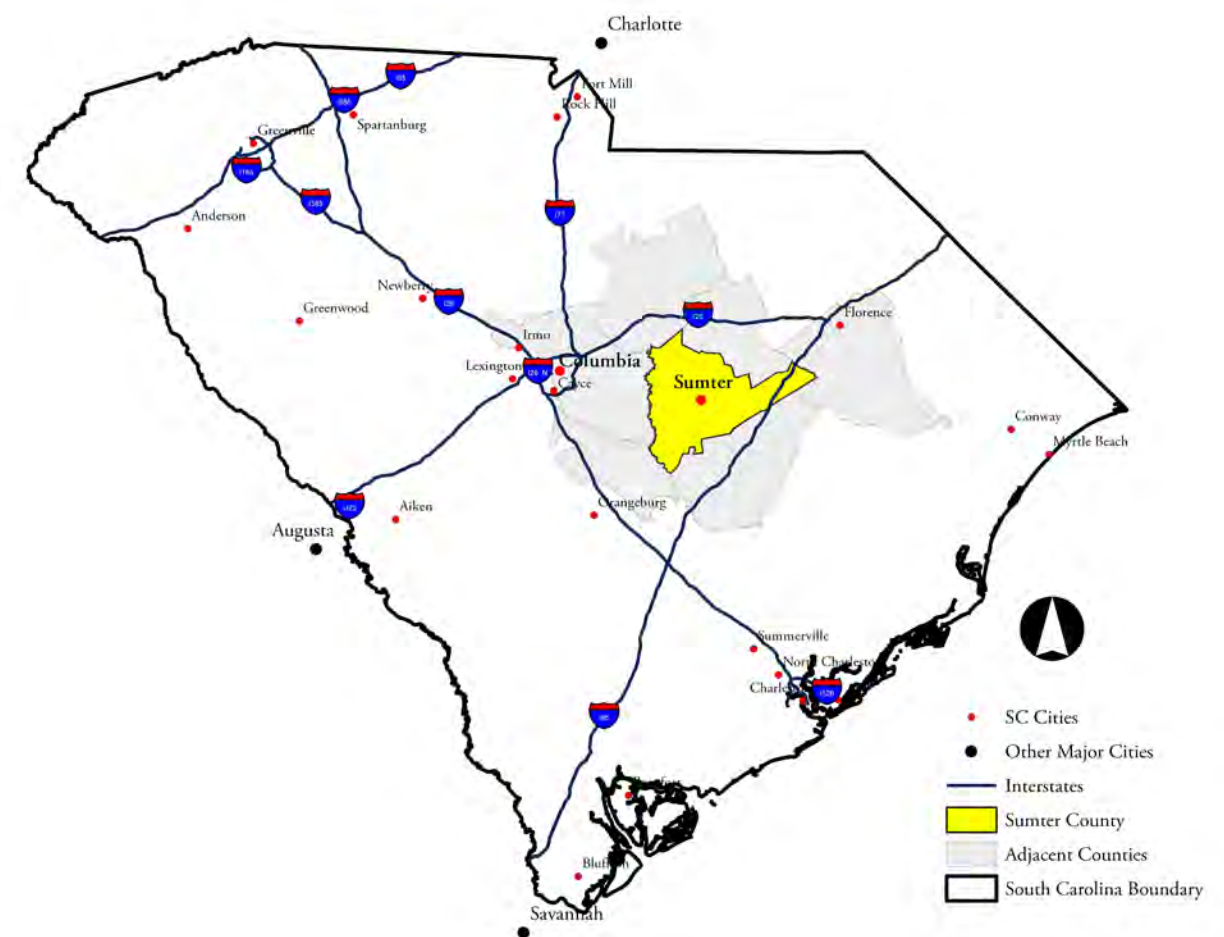 Charlotte
Fort Mill
Rock Hill
Spartanburg
Greenville
Anderson
Newberry
Greenwood
Irmo
Lexington
Columbia
Cayce
Florence
Sumter
Conway
Myrtle Beach
Aiken
Orangeburg
Augusta
Summerville
North Charlesto
Charle
SC Cities
Other Major Cities
Interstates
Sumter County
Adjacent Counties
South Carolina Boundary
Savannah